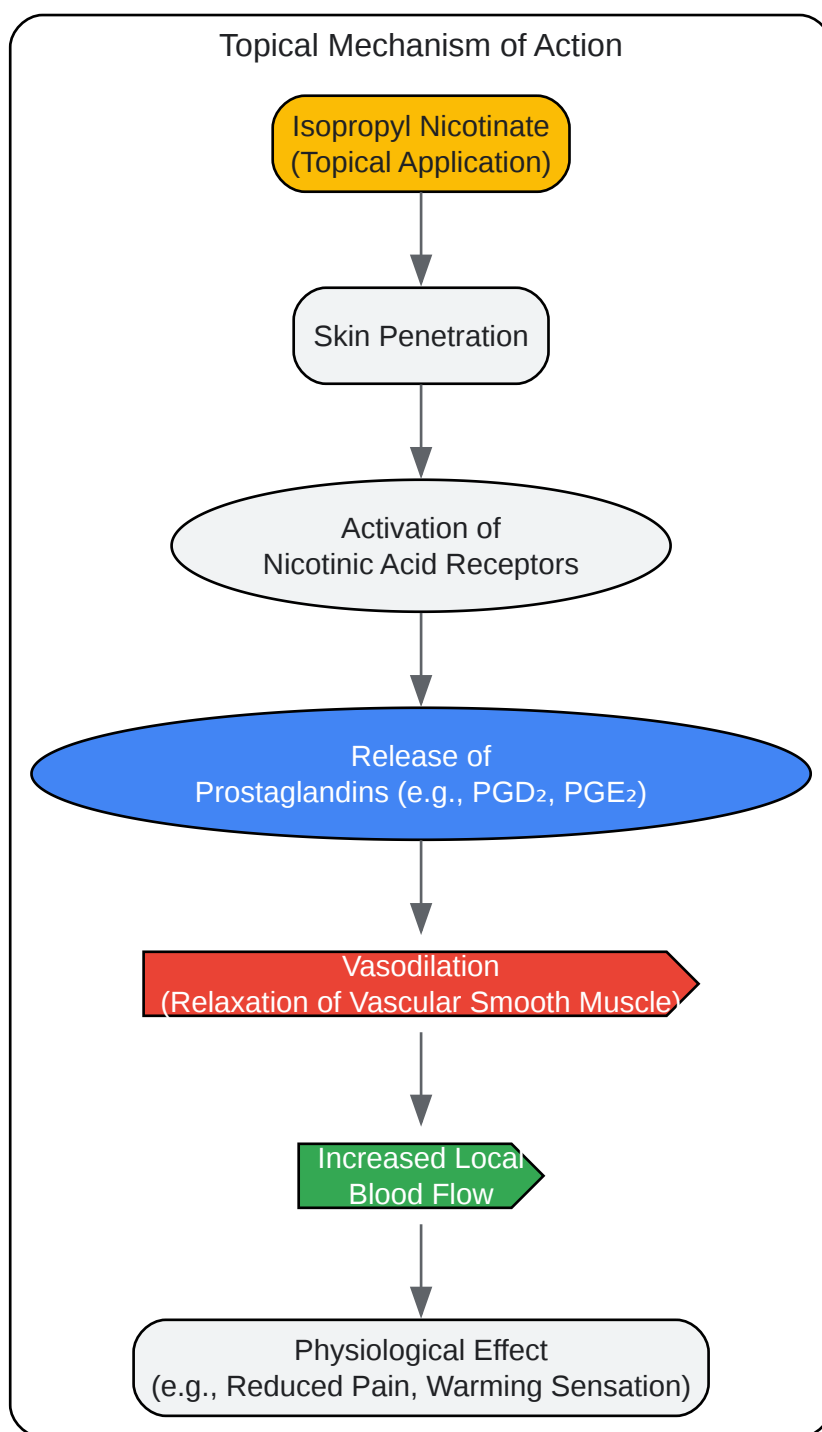 Topical Mechanism of Action
Isopropyl Nicotinate
(Topical Application)
Skin Penetration
Activation of
Nicotinic Acid Receptors
Release of
Prostaglandins (e.g., PGD₂, PGE₂)
Vasodilation
(Relaxation of Vascular Smooth Muscle)
Increased Local
Blood Flow
Physiological Effect
(e.g., Reduced Pain, Warming Sensation)